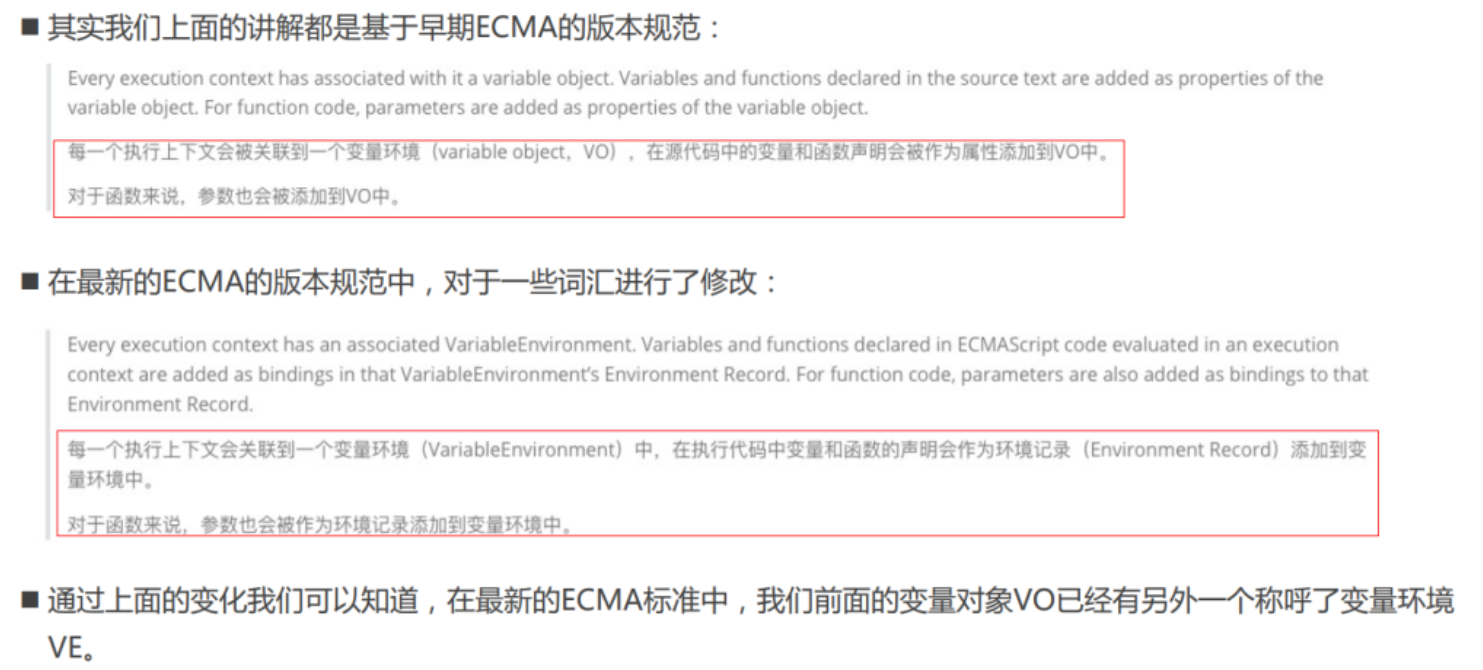 ■ 其实我们上面的讲解都是基于早期ECMA的版本规范：
Every execution context has associated with it a variable object. Variables and functions declared in the source text are added as properties of the
variable object. For function code, parameters are added as properties of the variable object.
每一个执行上下文会被关联到一个变量环境（variable object，VO），在源代码中的变量和函数声明会被作为属性添加到VO中。
对于函数来说，参数也会被添加到VO中。
■ 在最新的ECMA的版本规范中，对于一些词汇进行了修改：
Every execution context has an associated VariableEnvironment. Variables and functions declared in ECMAScript code evaluated in an execution
context are added as bindings in that VariableEnvironment's Environment Record. For function code, parameters are also added as bindings to that
Environment Record.
每一个执行上下文会关联到一个变量环境（VariableEnvironment）中，在执行代码中变量和函数的声明会作为环境记录（Environment Record）添加到变
量环境中。
对于函数来说，参数也会被作为环境记录添加到变量环境中。
■ 通过上面的变化我们可以知道，在最新的ECMA标准中，我们前面的变量对象VO已经有另外一个称呼了变量环境
VE。